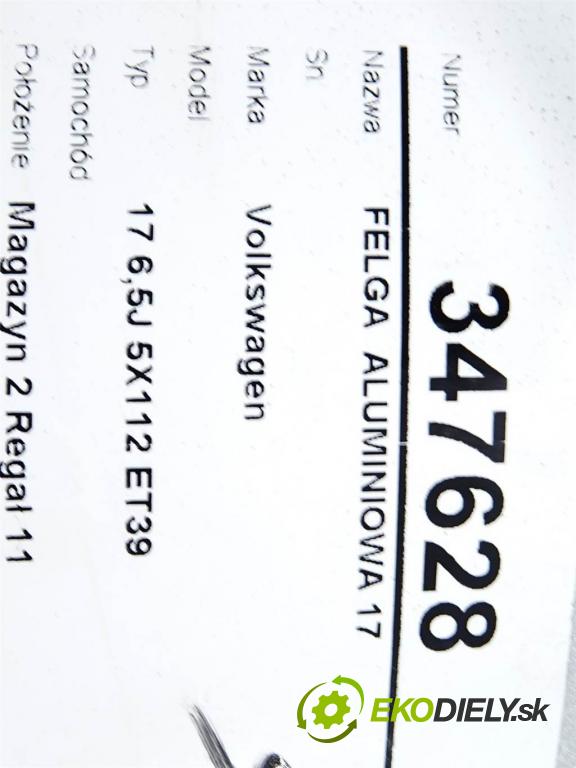 Numer 347628
Nazwa FELGA ALUMINIOWA 17
Sn
Marka Volkswagen
Model
Typ 17 6,5J 5X112 ET39
Samochód
Położenie Magazyn 2 Regał 11
EKODIELY.sk